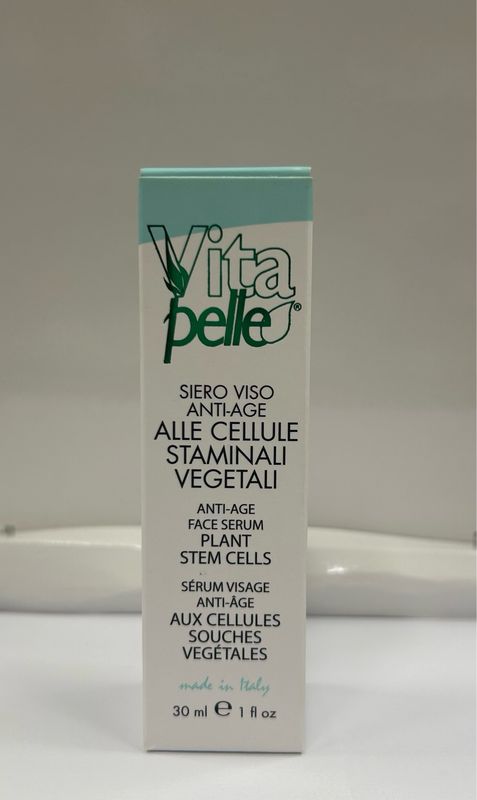 Vita
pelle®
SIERO VISO
ANTI-AGE
ALLE CELLULE
STAMINALI
VEGETALI
ANTI-AGE
FACE SERUM
PLANT
STEM CELLS
SÉRUM VISAGE
ANTI-ÂGE
AUX CELLULES
SOUCHES
VEGÉTALES
made in Italy
30 ml ℮ 1 fl oz